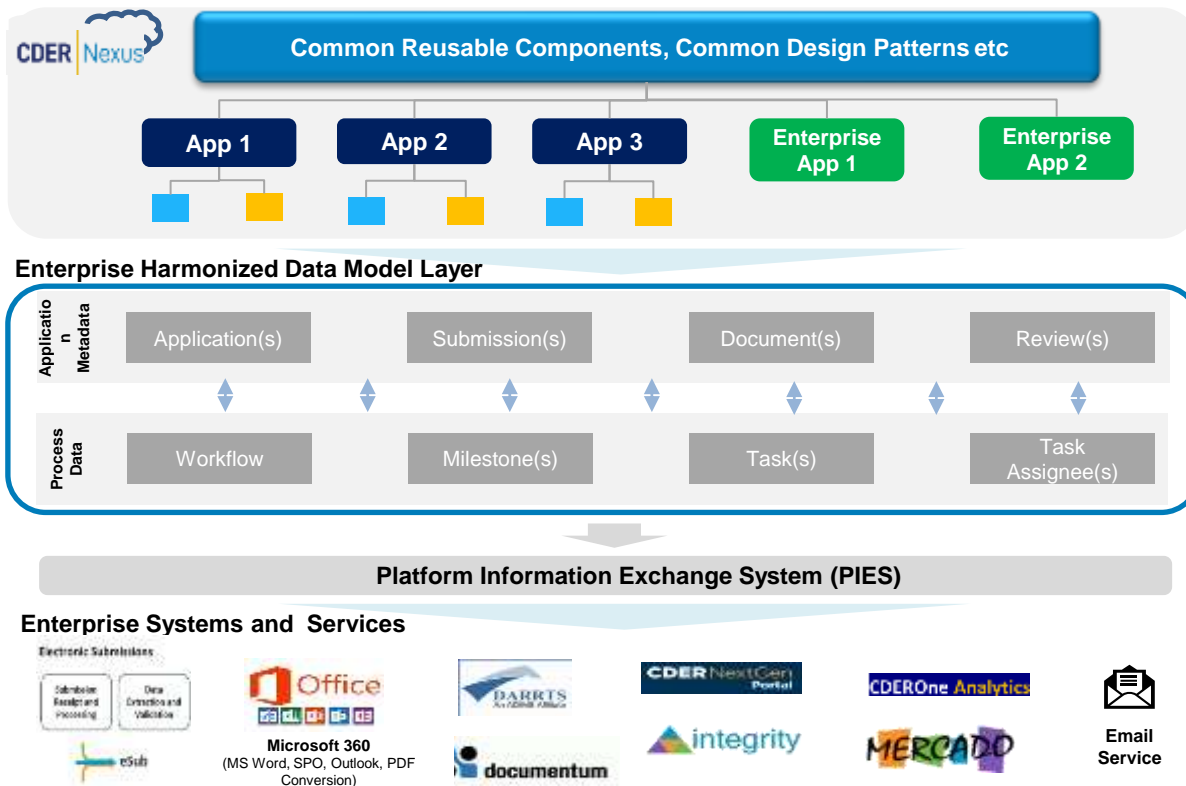 CDER Nexus
Common Reusable Components, Common Design Patterns etc
App 1
App 2
App 3
Enterprise
App 1
Enterprise
App 2
Enterprise Harmonized Data Model Layer
Applicatio
n
Metadata
Application(s)
Submission(s)
Document(s)
Review(s)
Process
Data
Workflow
Milestone(s)
Task(s)
Task
Assignee(s)
Platform Information Exchange System (PIES)
Enterprise Systems and Services
Electronic Submissions
Submission
Receipt and
Processing
Data
Extraction and
Validation
eSub
Office
Microsoft 360
(MS Word, SPO, Outlook, PDF
Conversion)
DARRTS
documentum
CDER NextGen
Portal
integrity
CDEROne Analytics
MERCADO
Email
Service